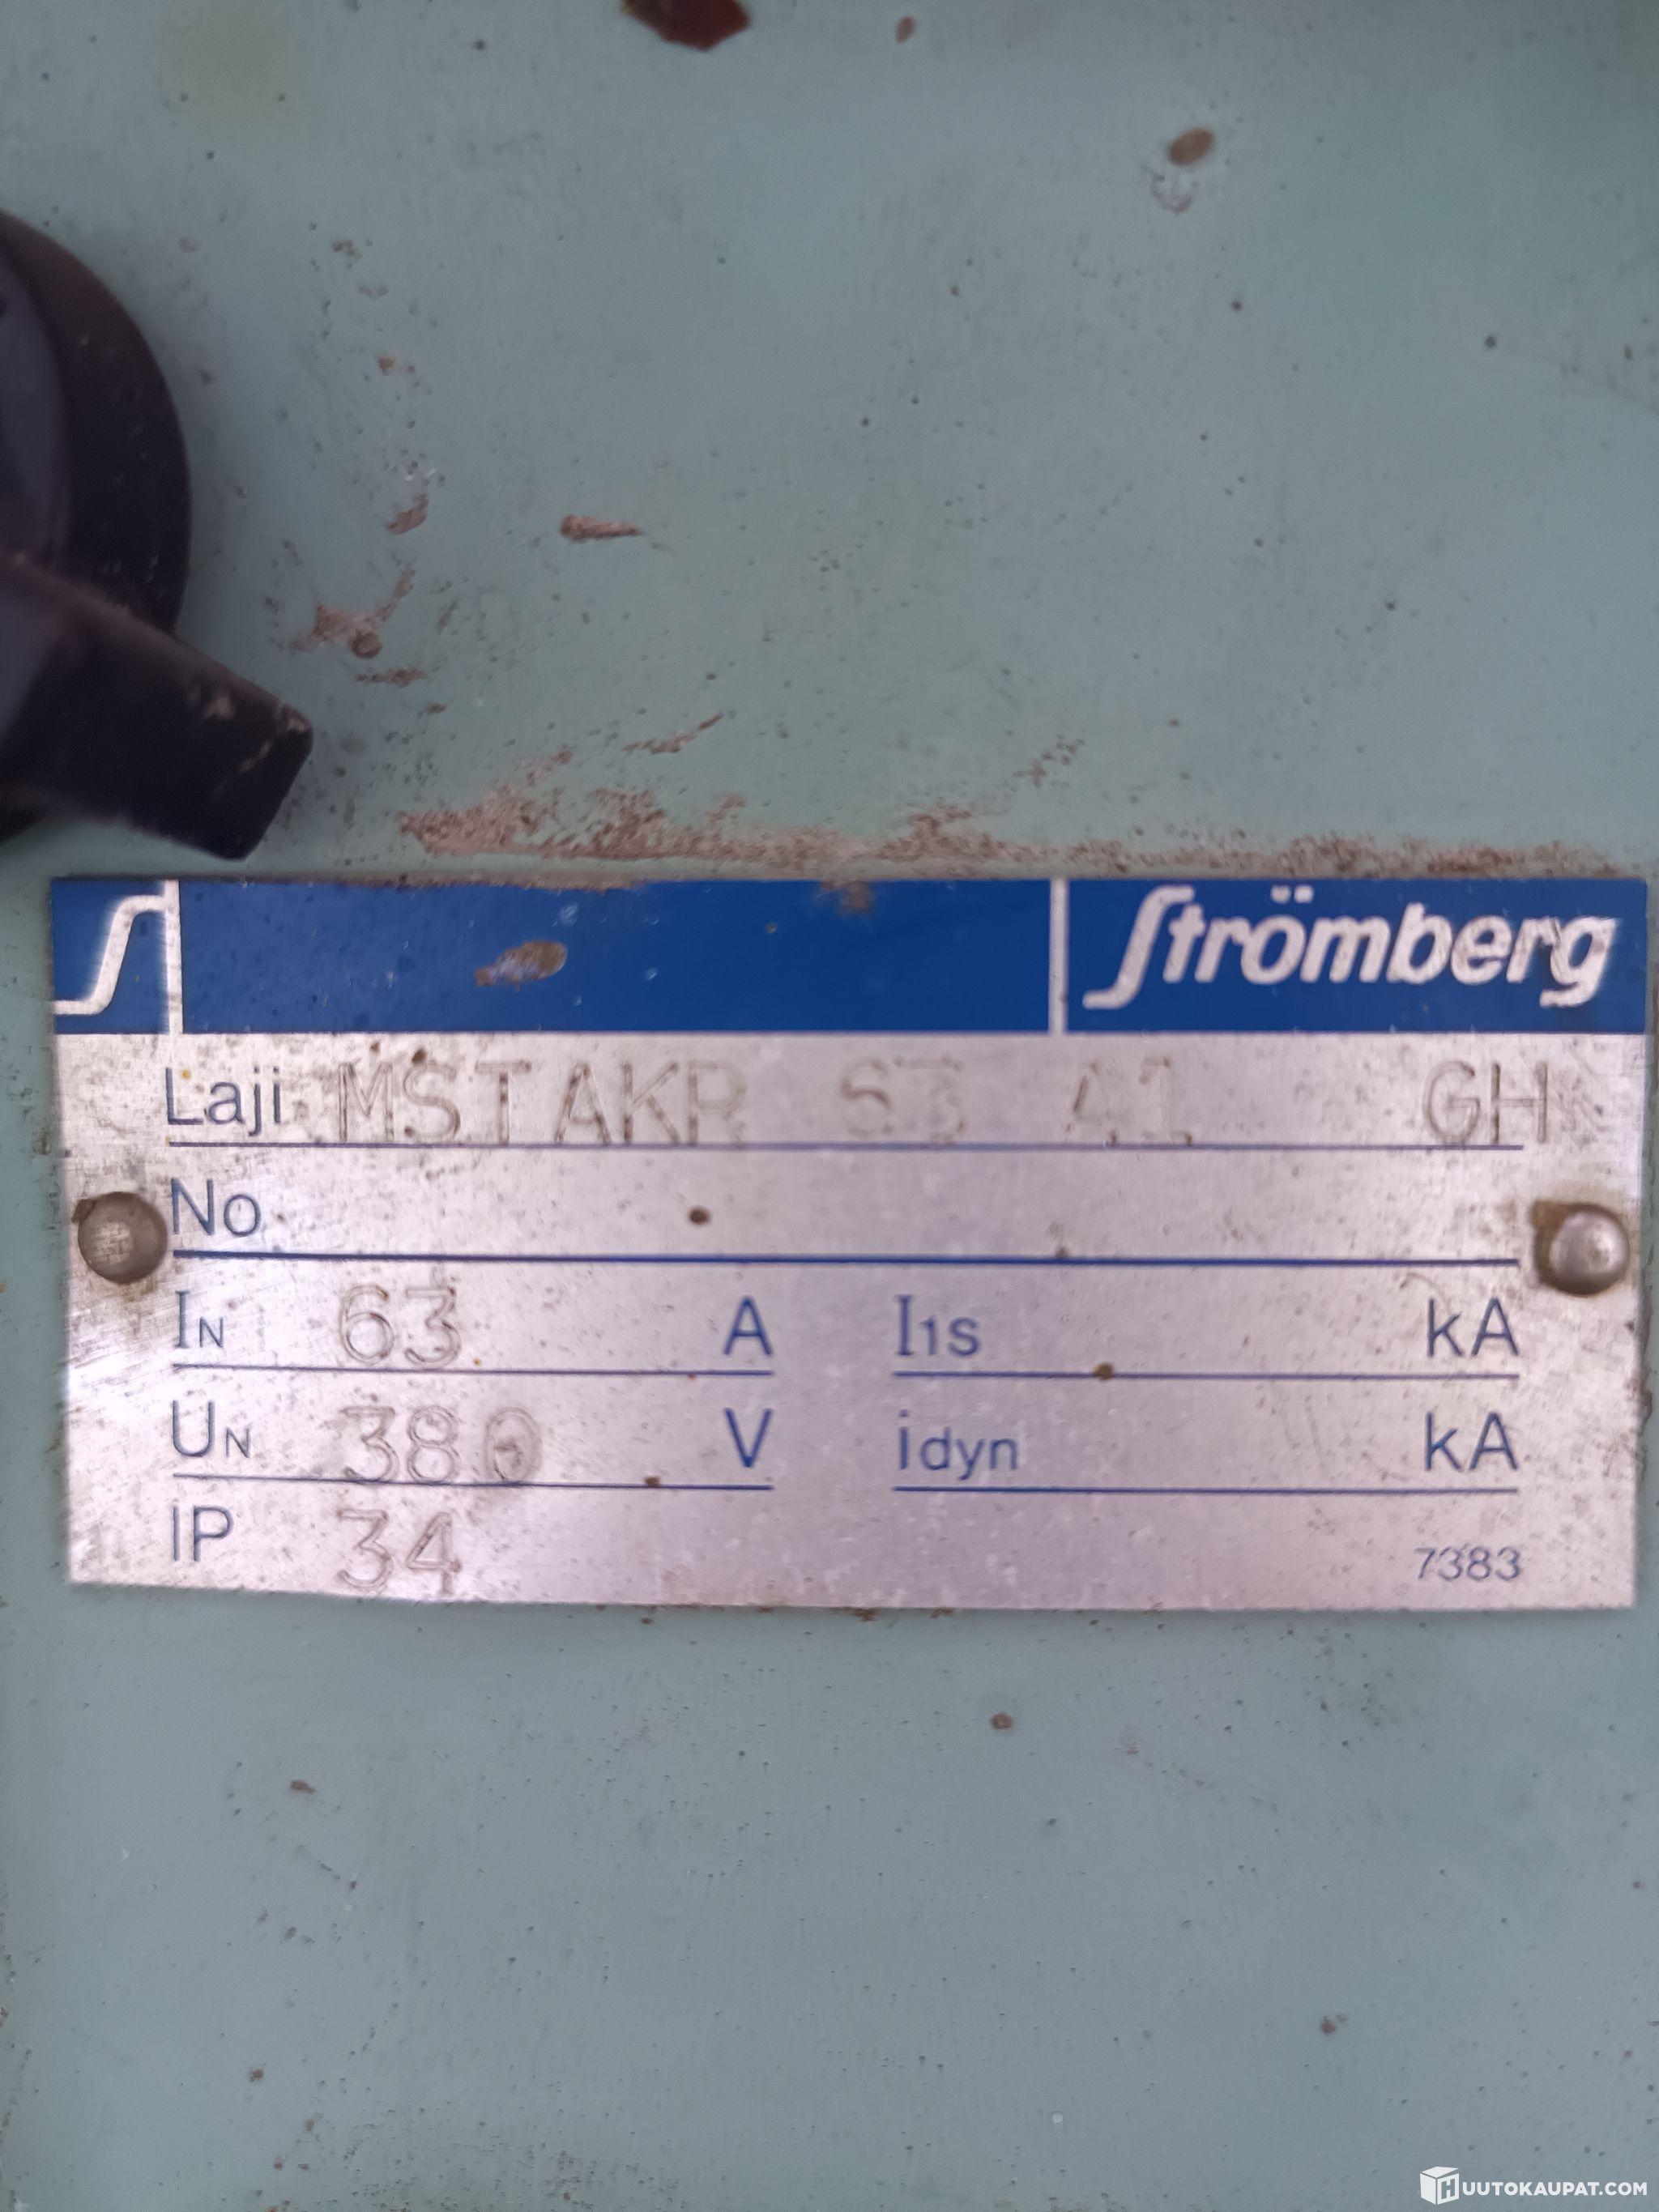 Strömberg
Laji MSTAKR 63 A1 GH
No
IN 63 A I1s kA
UN 380 V idyn kA
IP 34
7383
HUUTOKAUPAT.COM